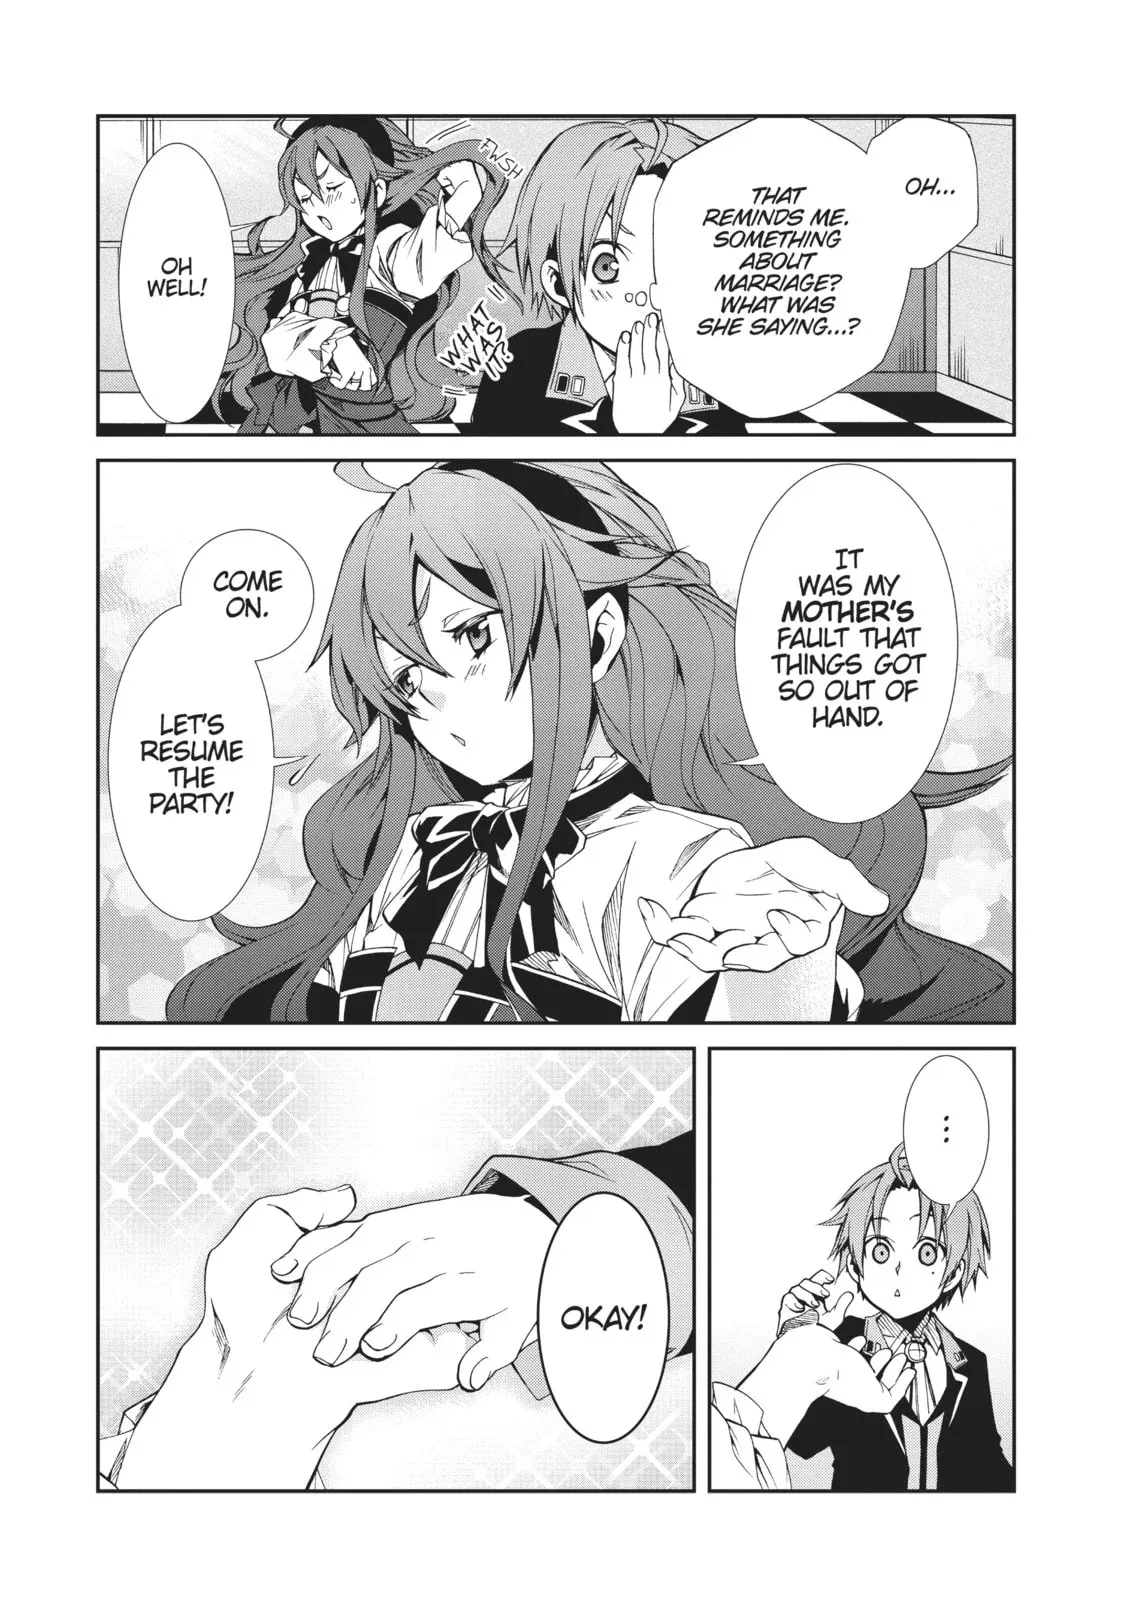 OH...
THAT
REMINDS ME.
SOMETHING
ABOUT
MARRIAGE?
WHAT WAS
SHE SAYING...?
WHAT
WAS
IT?
FWSH
OH
WELL!
IT
WAS MY
MOTHER'S
FAULT THAT
THINGS GOT
SO OUT OF
HAND.
COME
ON.
LET'S
RESUME
THE
PARTY!
...
OKAY!